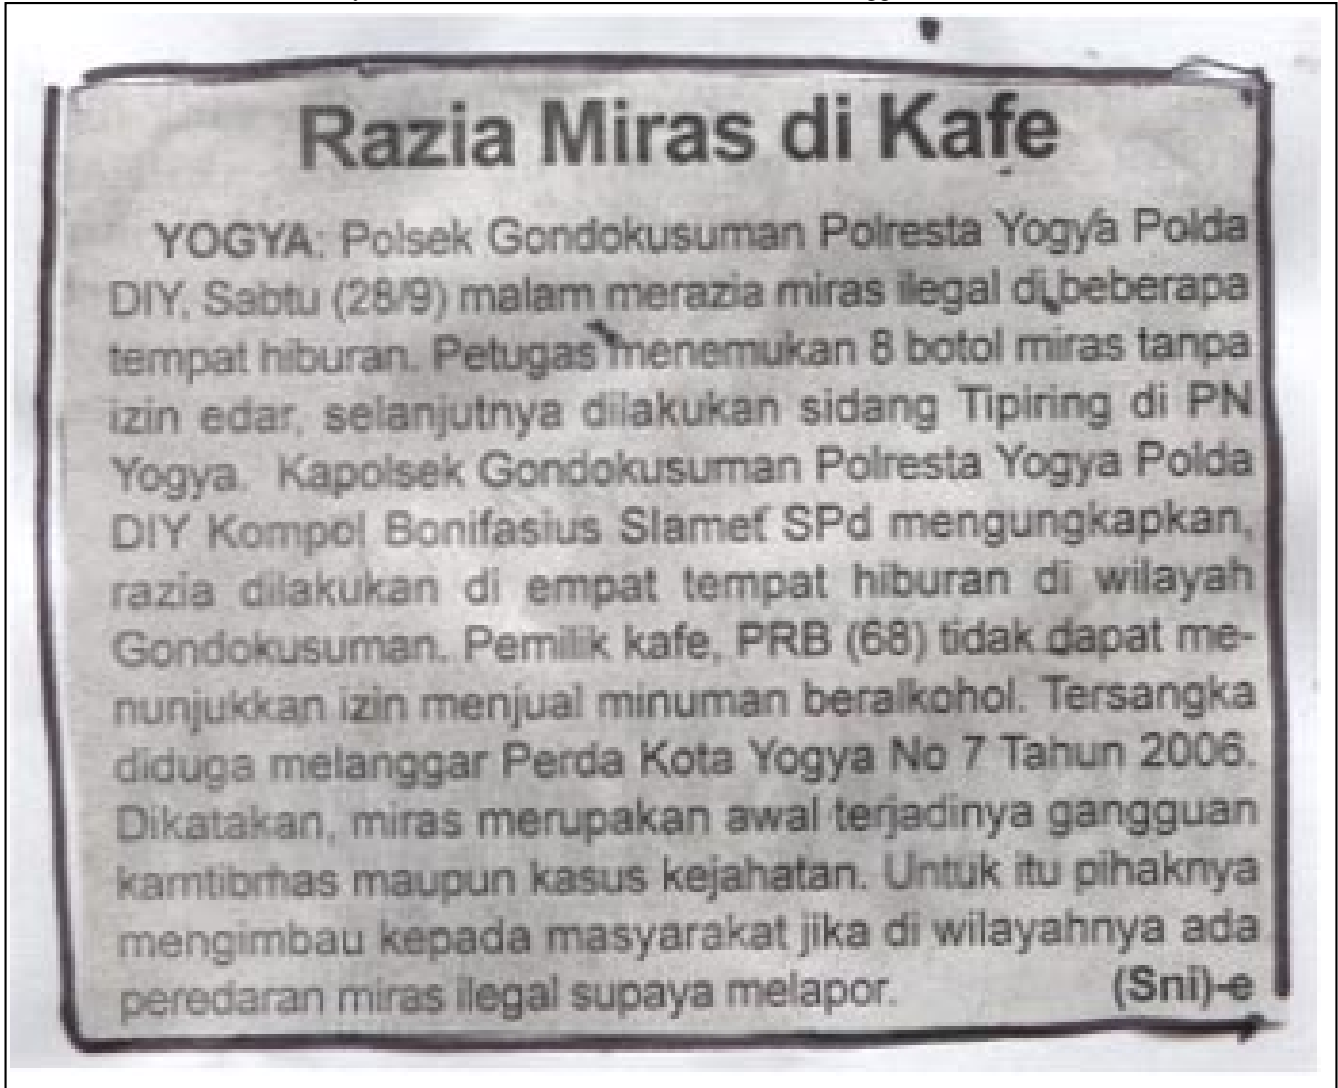 Razia Miras di Kafe
YOGYA: Polsek Gondokusuman Polresta Yogya Polda
DIY, Sabtu (28/9) malam merazia miras ilegal di beberapa
tempat hiburan. Petugas menemukan 8 botol miras tanpa
izin edar, selanjutnya dilakukan sidang Tipiring di PN
Yogya. Kapolsek Gondokusuman Polresta Yogya Polda
DIY Kompol Bonifasius Slamet SPd mengungkapkan,
razia dilakukan di empat tempat hiburan di wilayah
Gondokusuman. Pemilik kafe, PRB (68) tidak dapat me-
nunjukkan izin menjual minuman beralkohol. Tersangka
diduga melanggar Perda Kota Yogya No 7 Tahun 2006.
Dikatakan, miras merupakan awal terjadinya gangguan
kamtibmas maupun kasus kejahatan. Untuk itu pihaknya
mengimbau kepada masyarakat jika di wilayahnya ada
peredaran miras ilegal supaya melapor. (Sni)-e